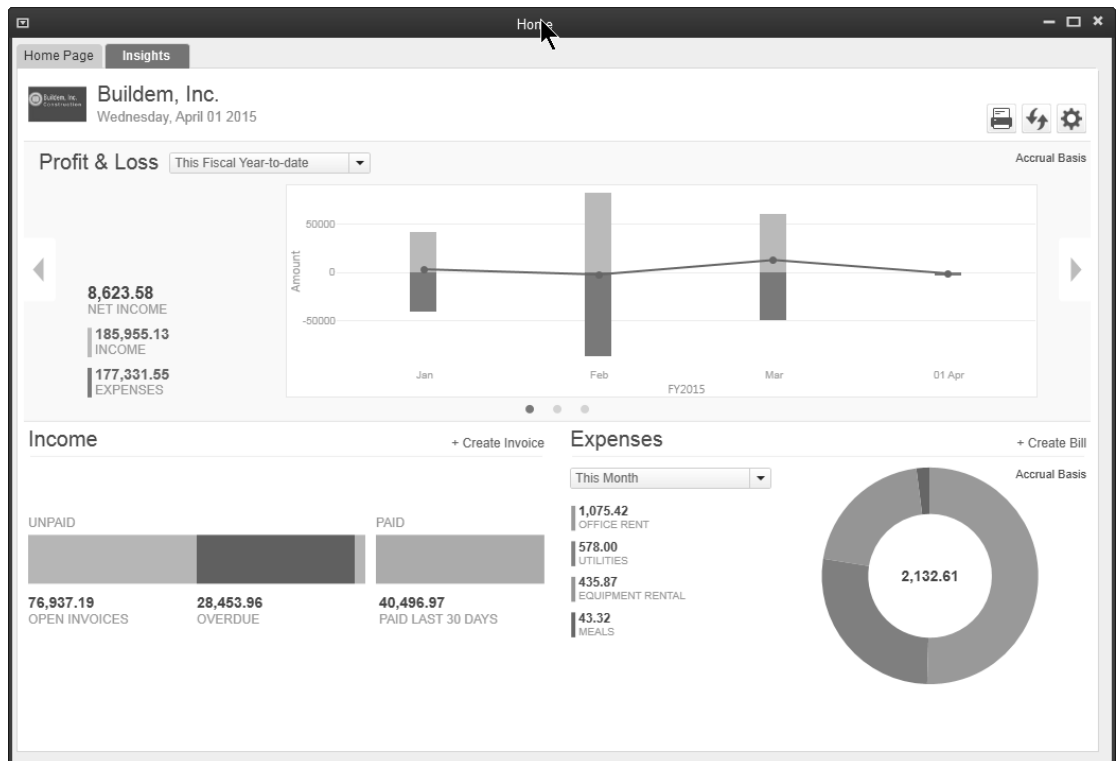 Home
Home Page Insights
Buildem, Inc.
Construction
Buildem, Inc.
Wednesday, April 01 2015
Profit & Loss This Fiscal Year-to-date Accrual Basis
50000
0
-50000
Amount
Jan Feb Mar 01 Apr
FY2015
8,623.58
NET INCOME
185,955.13
INCOME
177,331.55
EXPENSES
Income + Create Invoice
UNPAID PAID
76,937.19 28,453.96 40,496.97
OPEN INVOICES OVERDUE PAID LAST 30 DAYS
Expenses + Create Bill
This Month Accrual Basis
1,075.42
OFFICE RENT
578.00
UTILITIES
435.87
EQUIPMENT RENTAL
43.32
MEALS
2,132.61